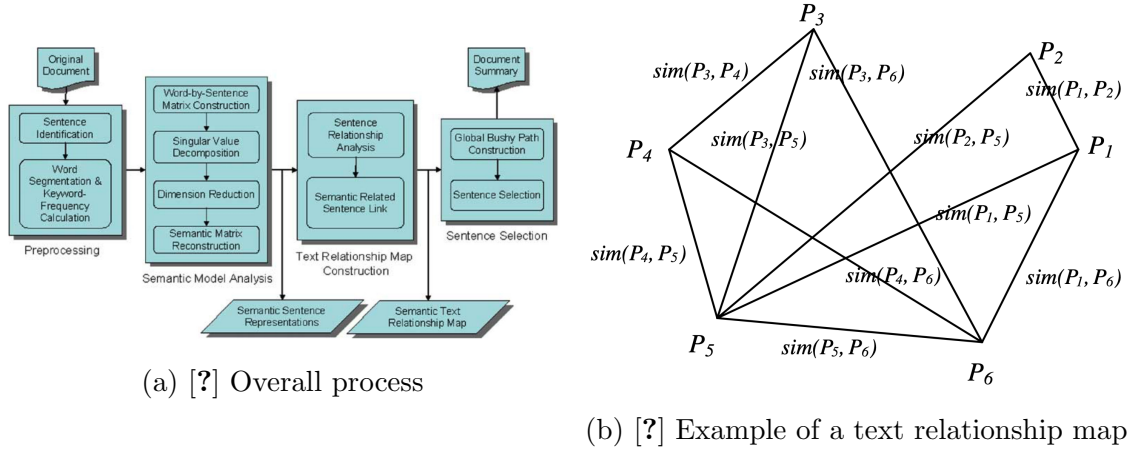 Original
Document
Sentence
Identification
Word
Segmentation &
Keyword-
Frequency
Calculation
Preprocessing
Word-by-Sentence
Matrix Construction
Singular Value
Decomposition
Dimension Reduction
Semantic Matrix
Reconstruction
Semantic Model Analysis
Sentence
Relationship
Analysis
Semantic Related
Sentence Link
Text Relationship Map
Construction
Document
Summary
Global Bushy Path
Construction
Sentence Selection
Sentence Selection
Semantic Sentence
Representations
Semantic Text
Relationship Map
(a) [?] Overall process
P3
P2
sim(P3, P4)
sim(P3, P6)
sim(P1, P2)
P4
sim(P3, P5)
sim(P2, P5)
P1
sim(P1, P5)
sim(P4, P5)
sim(P4, P6)
sim(P1, P6)
P5
sim(P5, P6)
P6
(b) [?] Example of a text relationship map